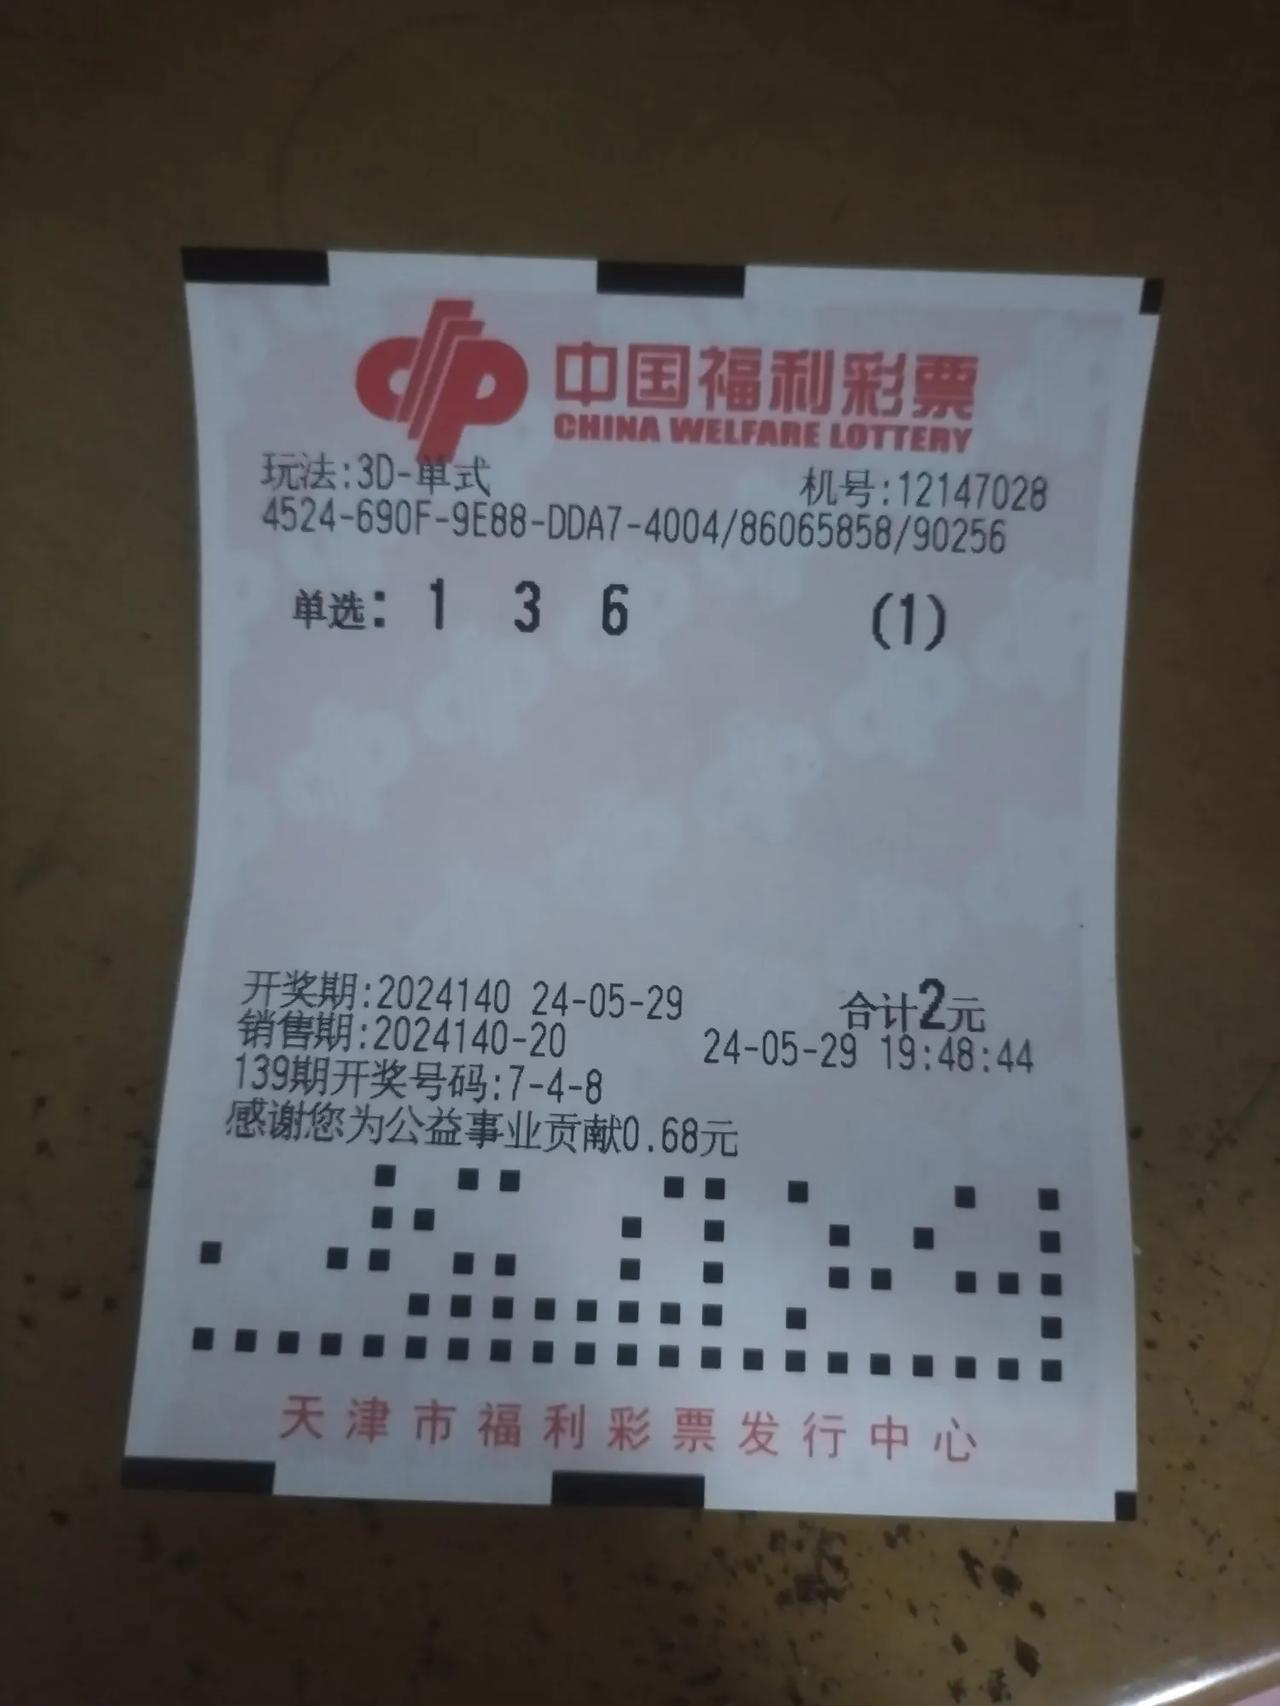 中国福利彩票
CHINA WELFARE LOTTERY
玩法:3D-单式 机号:12147028
4524-690F-9E88-DDA7-4004/86065858/90256
单选: 1 3 6 (1)
开奖期:2024140 24-05-29 合计2元
销售期:2024140-20 24-05-29 19:48:44
139期开奖号码:7-4-8
感谢您为公益事业贡献0.68元
天津市福利彩票发行中心